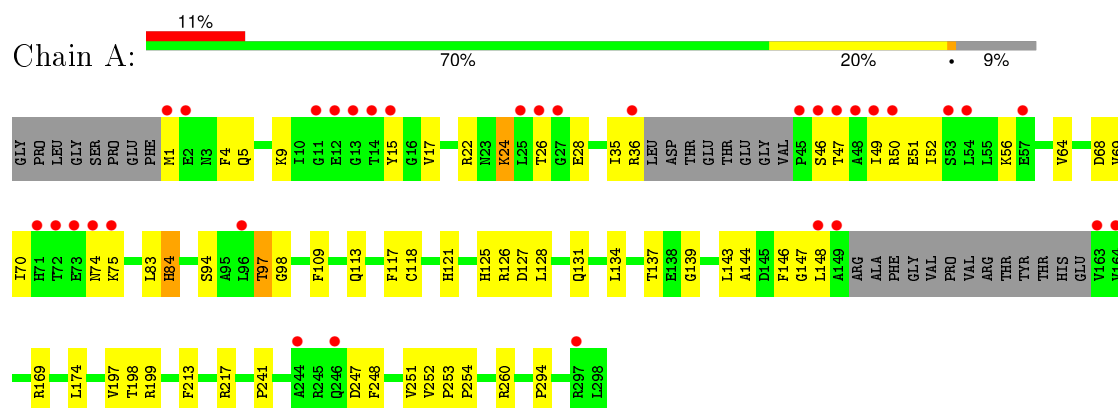 11%
Chain A:
70% 20% • 9%
GLY PRO LEU GLY SER PRO GLU PHE M1 E2 N3 F4 Q5 K9 I10 G11 E12 G13 T14 Y15 G16 V17 R22 N23 K24 L25 T26 G27 E28 I35 R36 LEU ASP THR GLU THR GLU GLY VAL P45 S46 T47 A48 I49 R50 E51 I52 S53 L54 L55 K56 E57 V64 D68 V69
I70 H71 T72 E73 N74 K75 L83 H84 S94 A95 L96 T97 G98 F109 Q113 F117 C118 H121 H125 R126 D127 L128 Q131 L134 T137 E138 G139 L143 A144 D145 F146 G147 L148 A149 ARG ALA PHE GLY VAL PRO VAL ARG THR TYR THR HIS GLU V163 V164
R169 L174 V197 T198 R199 F213 R217 P241 A244 R245 Q246 D247 F248 V251 V252 P253 P254 R260 P294 R297 L298